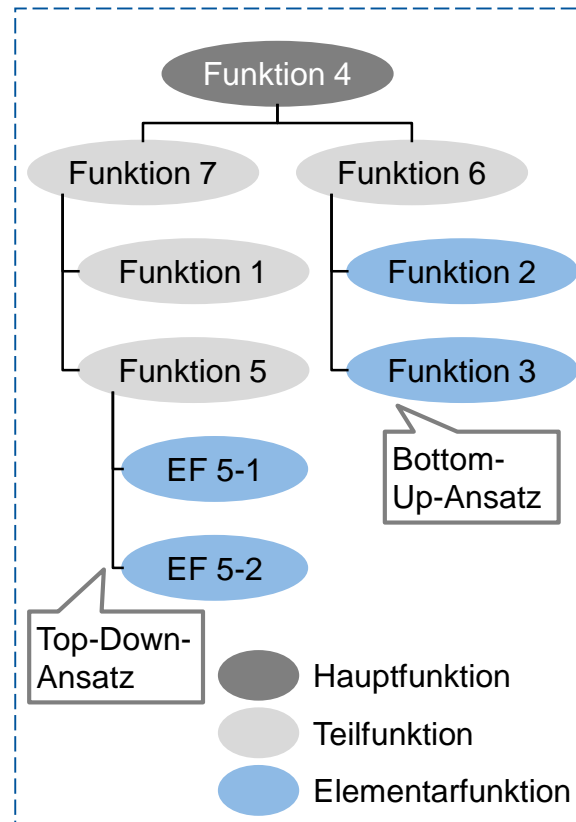 Funktion 4
Funktion 7
Funktion 6
Funktion 1
Funktion 2
Funktion 5
Funktion 3
EF 5-1
Bottom-
Up-Ansatz
EF 5-2
Top-Down-
Ansatz
Hauptfunktion
Teilfunktion
Elementarfunktion